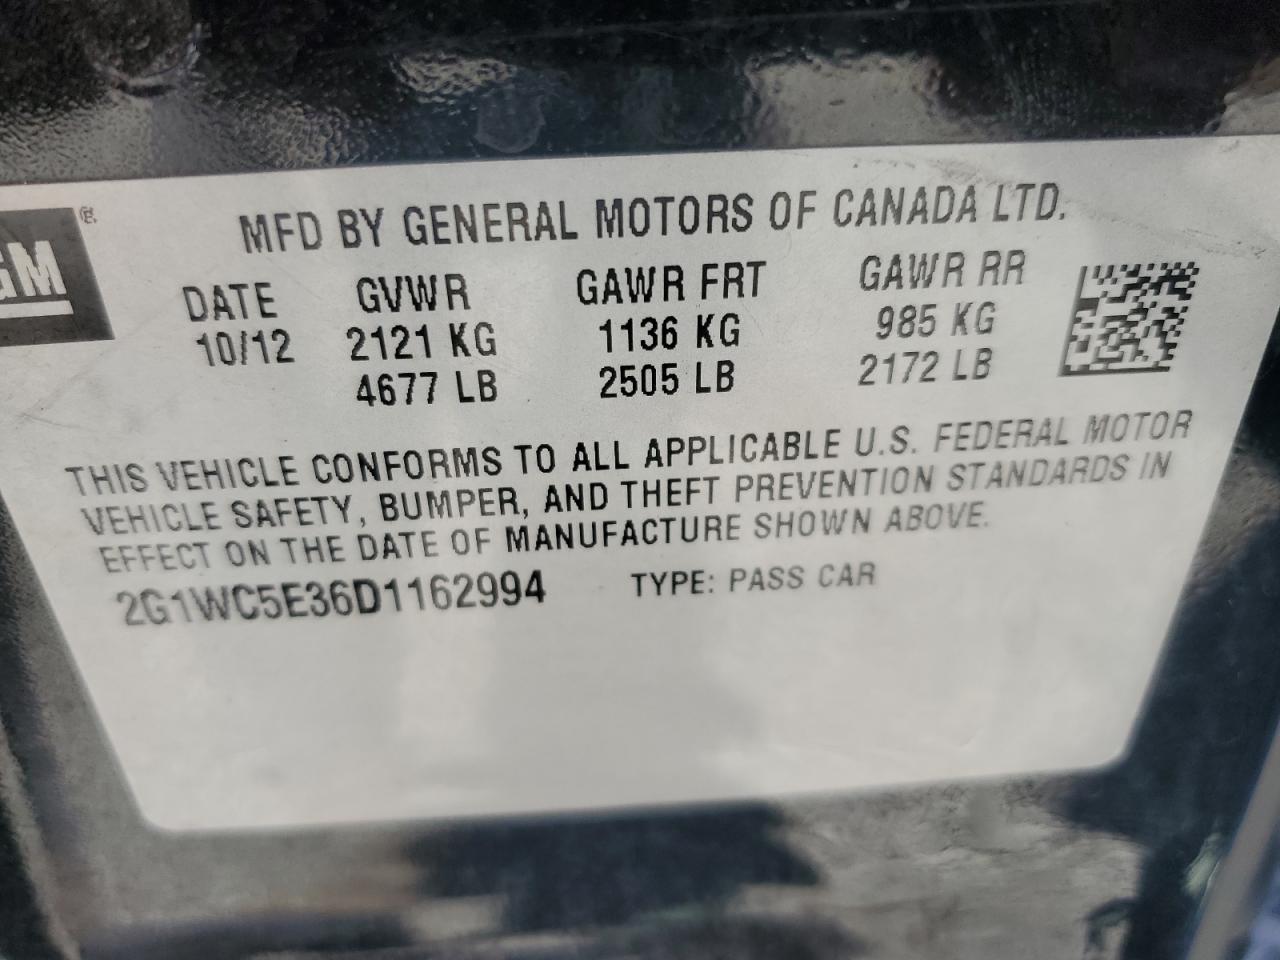 GM
MFD BY GENERAL MOTORS OF CANADA LTD.
DATE GVWR GAWR FRT GAWR RR
10/12 2121 KG 1136 KG 985 KG
4677 LB 2505 LB 2172 LB
THIS VEHICLE CONFORMS TO ALL APPLICABLE U.S. FEDERAL MOTOR
VEHICLE SAFETY, BUMPER, AND THEFT PREVENTION STANDARDS IN
EFFECT ON THE DATE OF MANUFACTURE SHOWN ABOVE.
2G1WC5E36D1162994 TYPE: PASS CAR